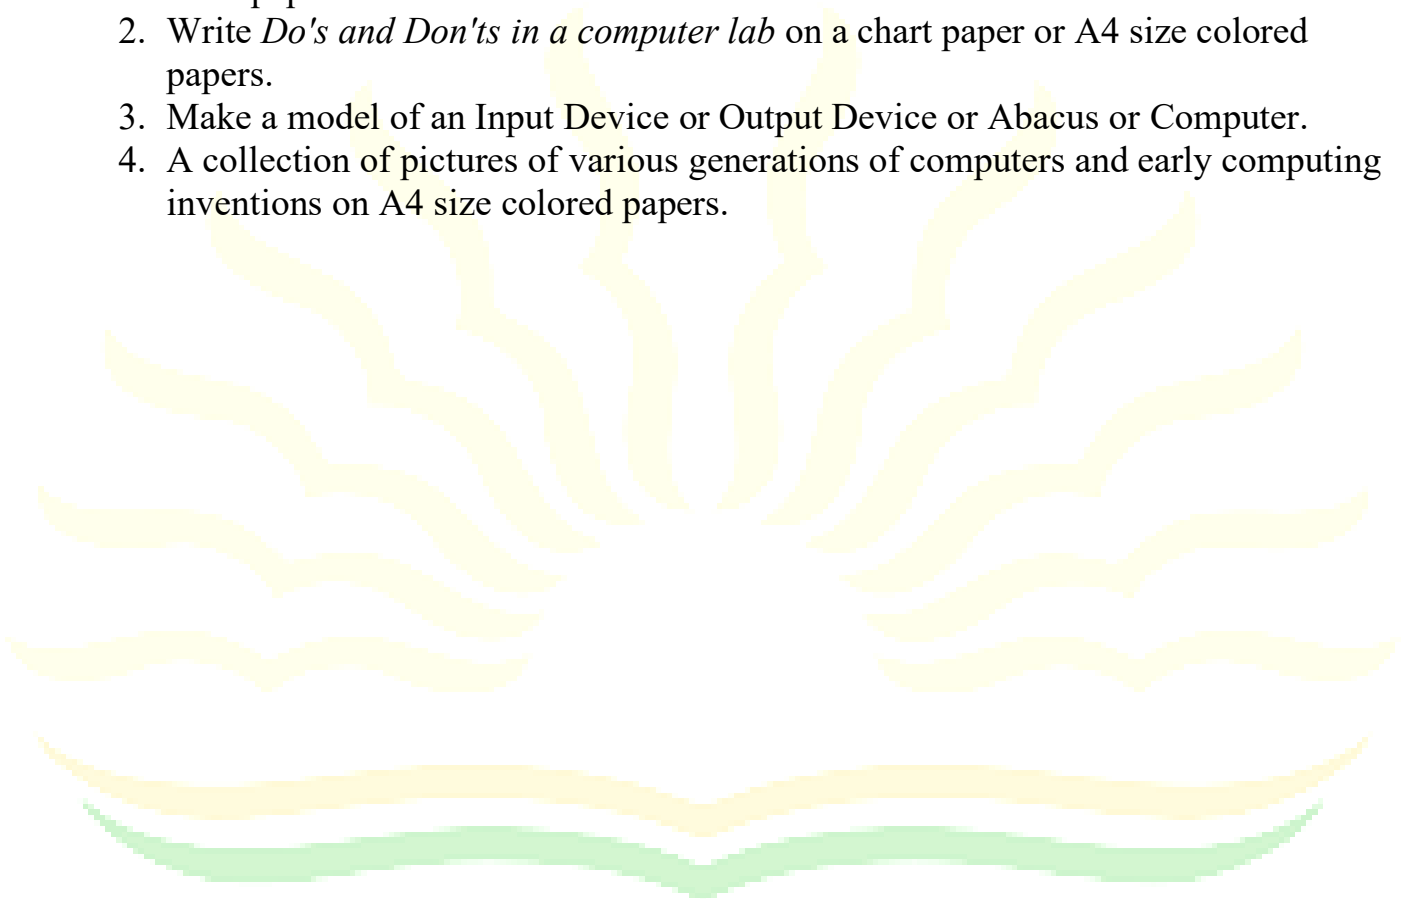 2. Write Do's and Don'ts in a computer lab on a chart paper or A4 size colored
papers.
3. Make a model of an Input Device or Output Device or Abacus or Computer.
4. A collection of pictures of various generations of computers and early computing
inventions on A4 size colored papers.